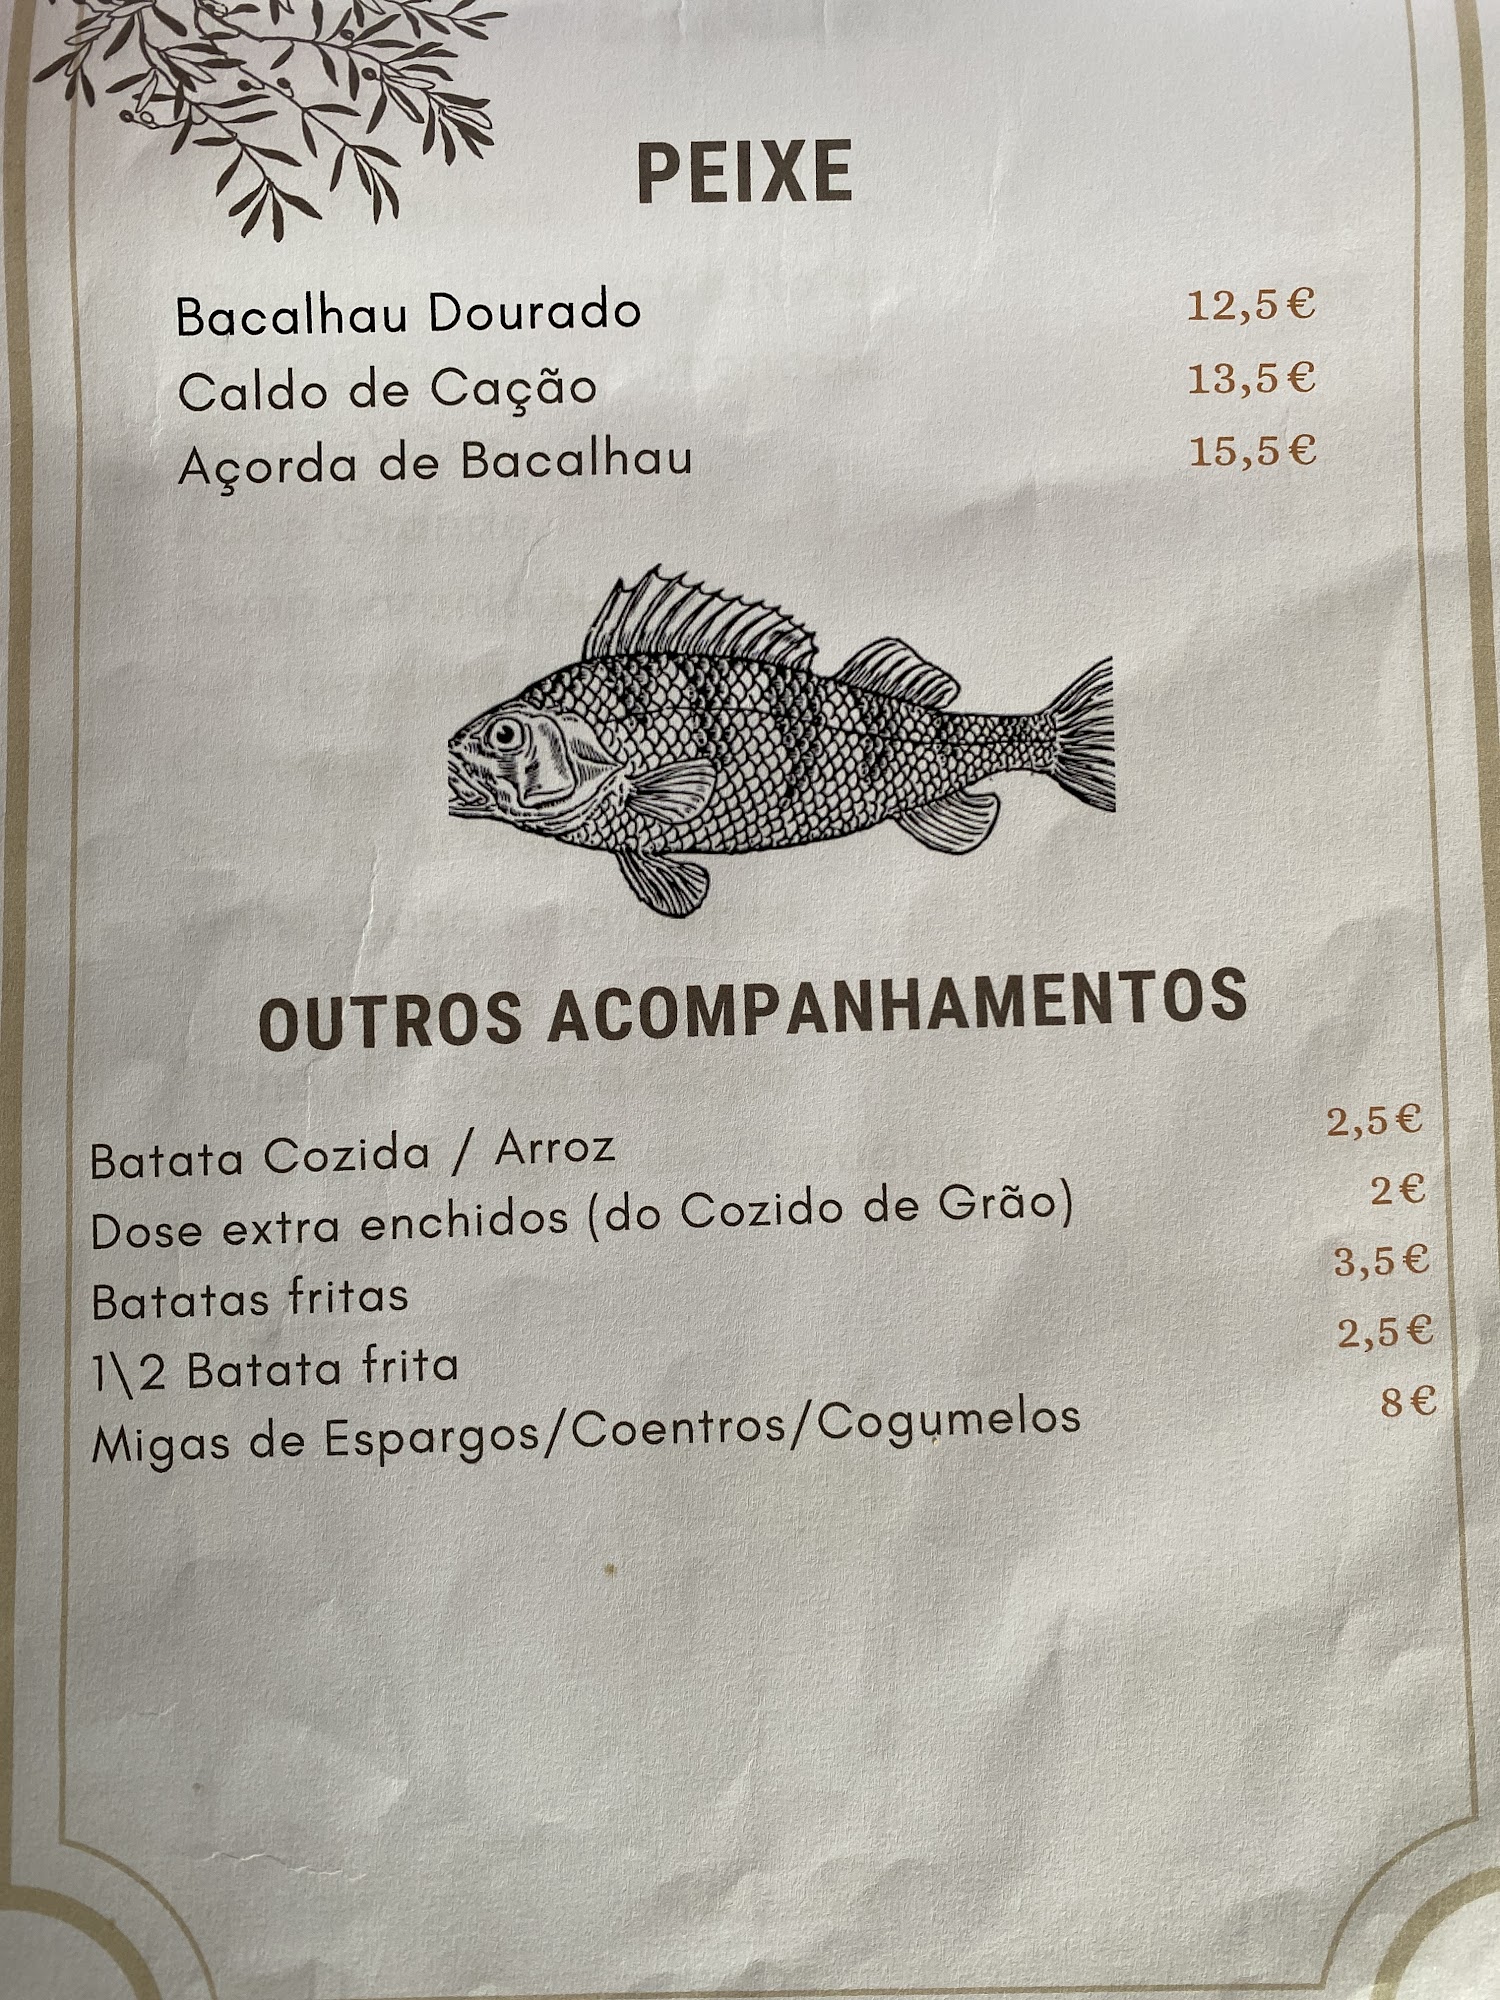 PEIXE
Bacalhau Dourado 12,5€
Caldo de Cação 13,5€
Açorda de Bacalhau 15,5€
OUTROS ACOMPANHAMENTOS
Batata Cozida / Arroz 2,5€
Dose extra enchidos (do Cozido de Grão) 2€
Batatas fritas 3,5€
1\2 Batata frita 2,5€
Migas de Espargos/Coentros/Cogumelos 8€